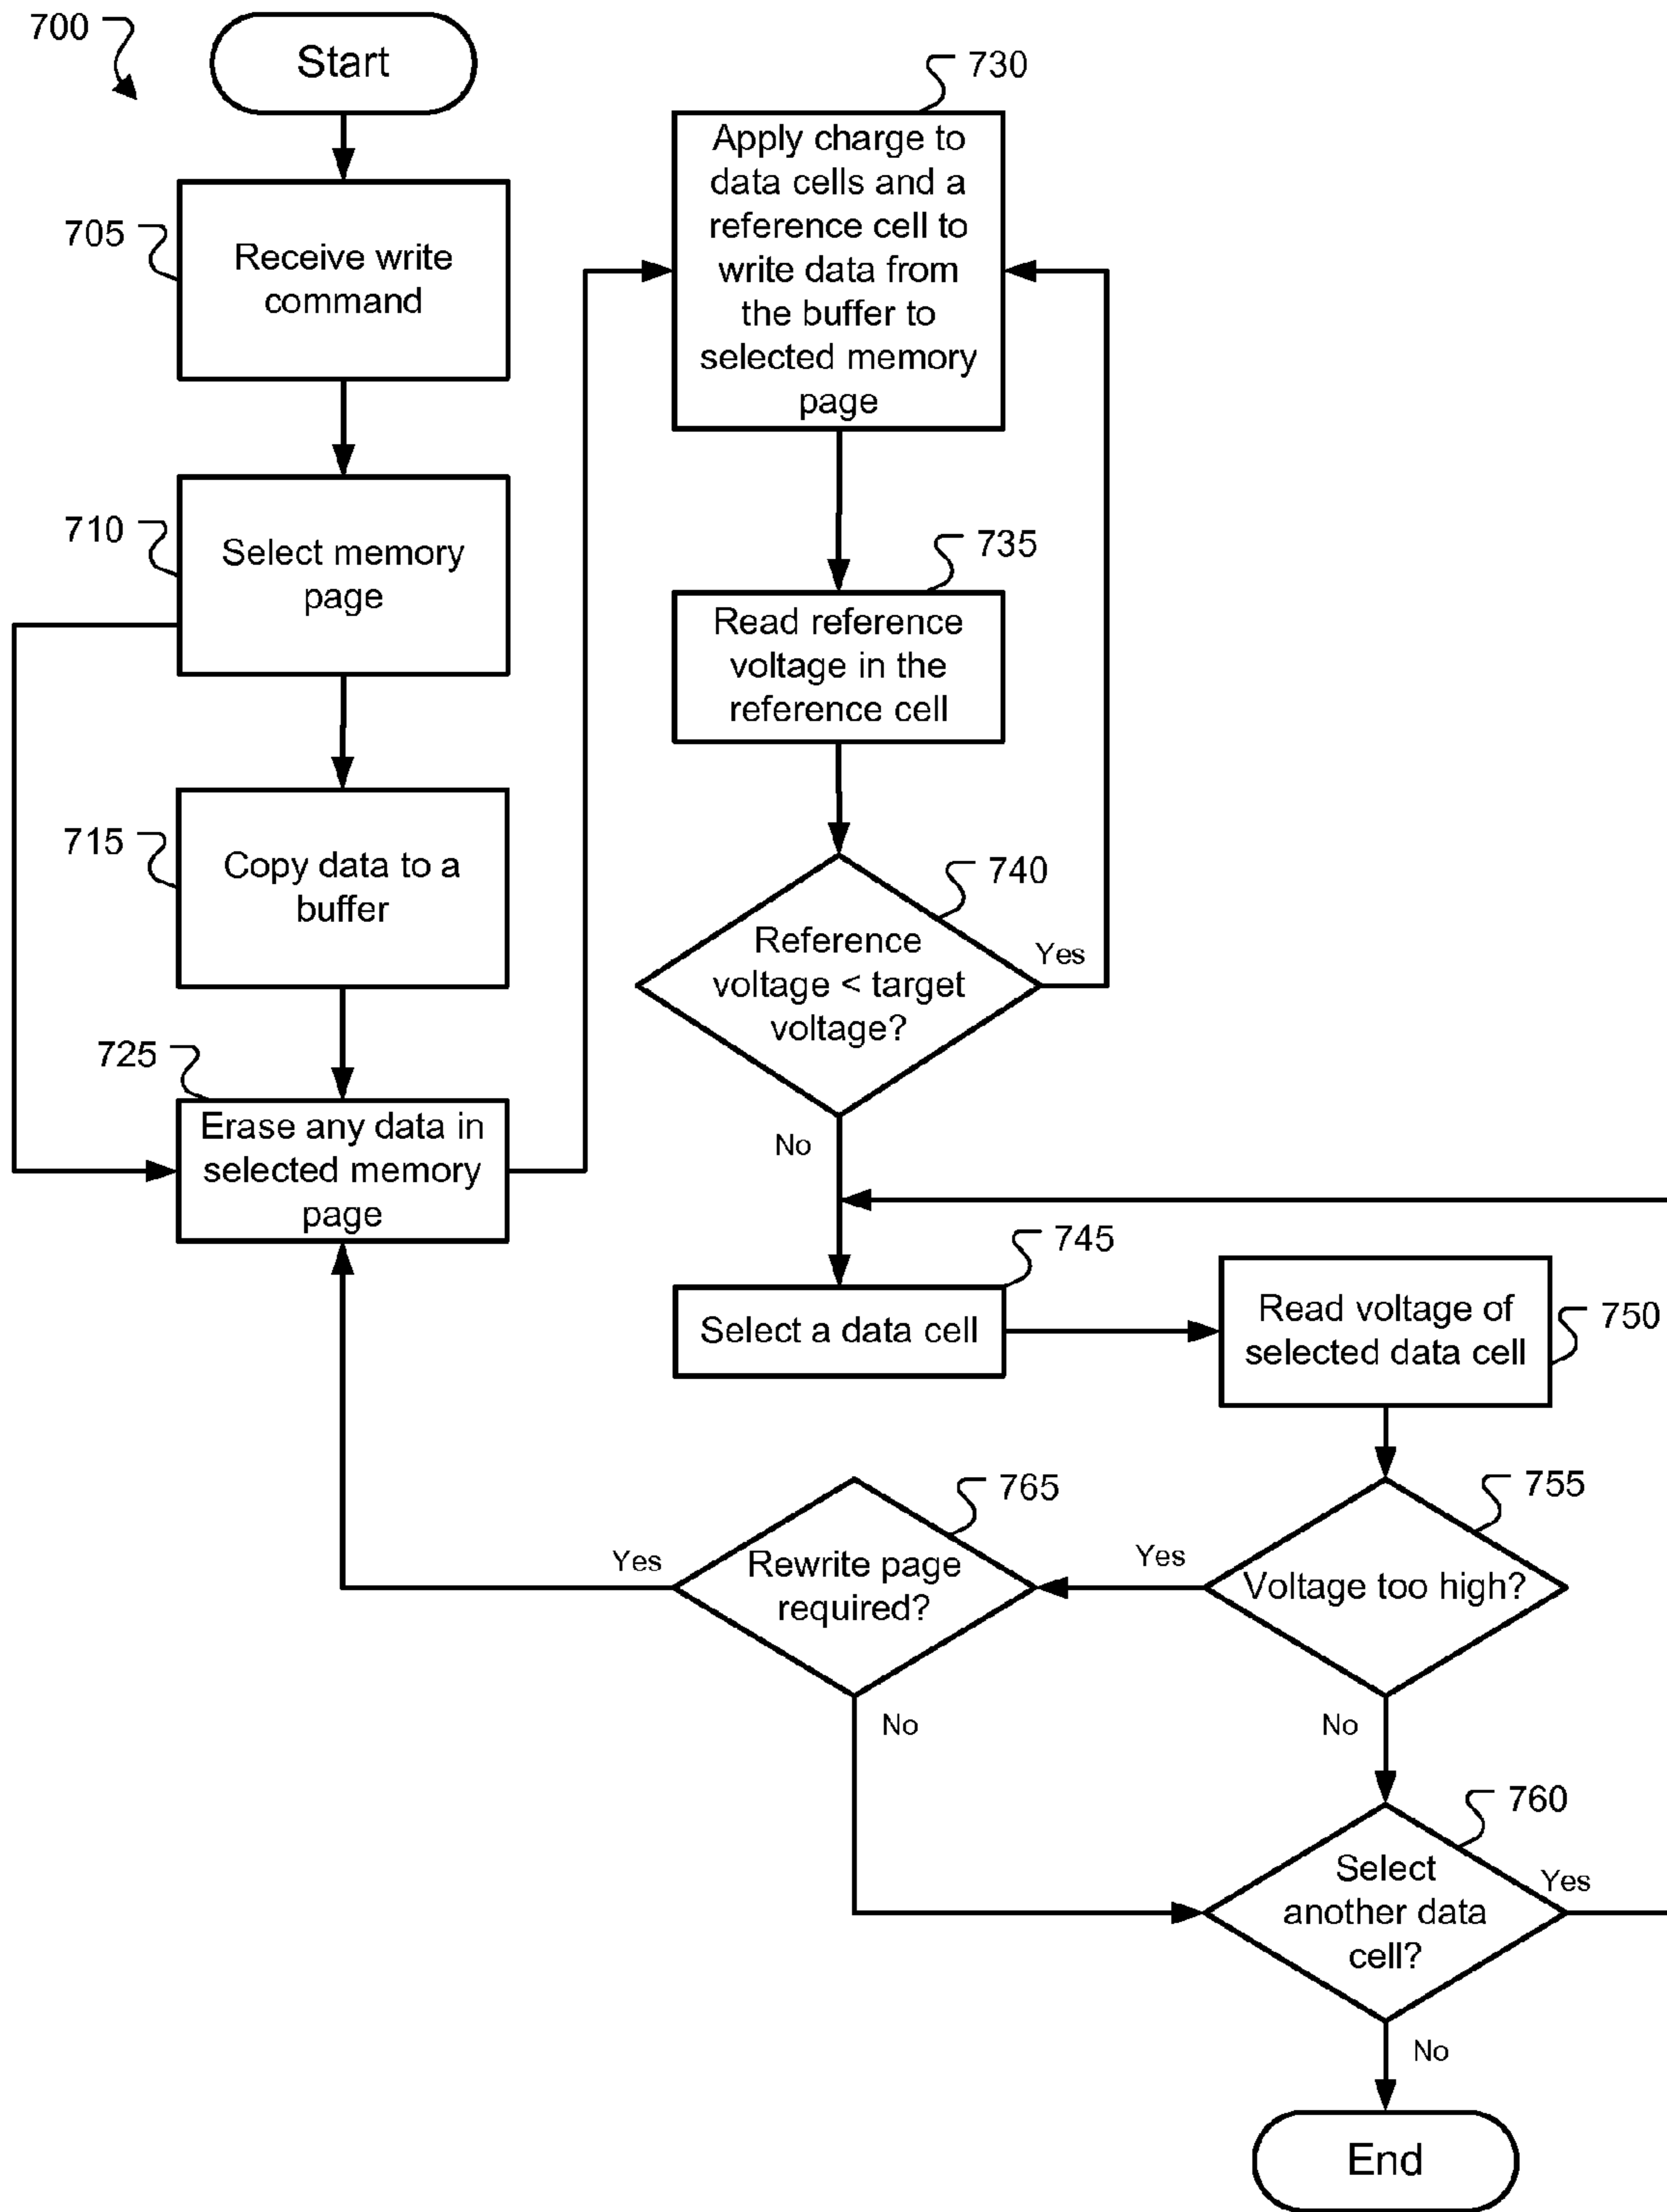 700
Start
705
Receive write
command
710
Select memory
page
715
Copy data to a
buffer
725
Erase any data in
selected memory
page
730
Apply charge to
data cells and a
reference cell to
write data from
the buffer to
selected memory
page
735
Read reference
voltage in the
reference cell
740
Reference
voltage < target
voltage?
Yes
No
745
Select a data cell
Read voltage of
selected data cell
750
755
Voltage too high?
Yes
No
765
Rewrite page
required?
Yes
No
760
Select
another data
cell?
Yes
No
End